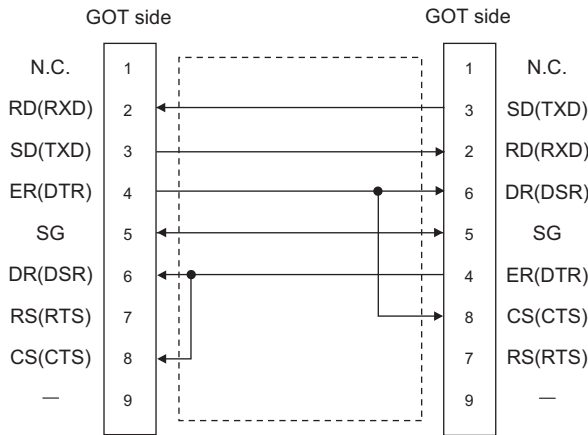 GOT side GOT side
N.C. 1 1 N.C.
RD(RXD) 2 3 SD(TXD)
SD(TXD) 3 2 RD(RXD)
ER(DTR) 4 6 DR(DSR)
SG 5 5 SG
DR(DSR) 6 4 ER(DTR)
RS(RTS) 7 8 CS(CTS)
CS(CTS) 8 7 RS(RTS)
— 9 9 —